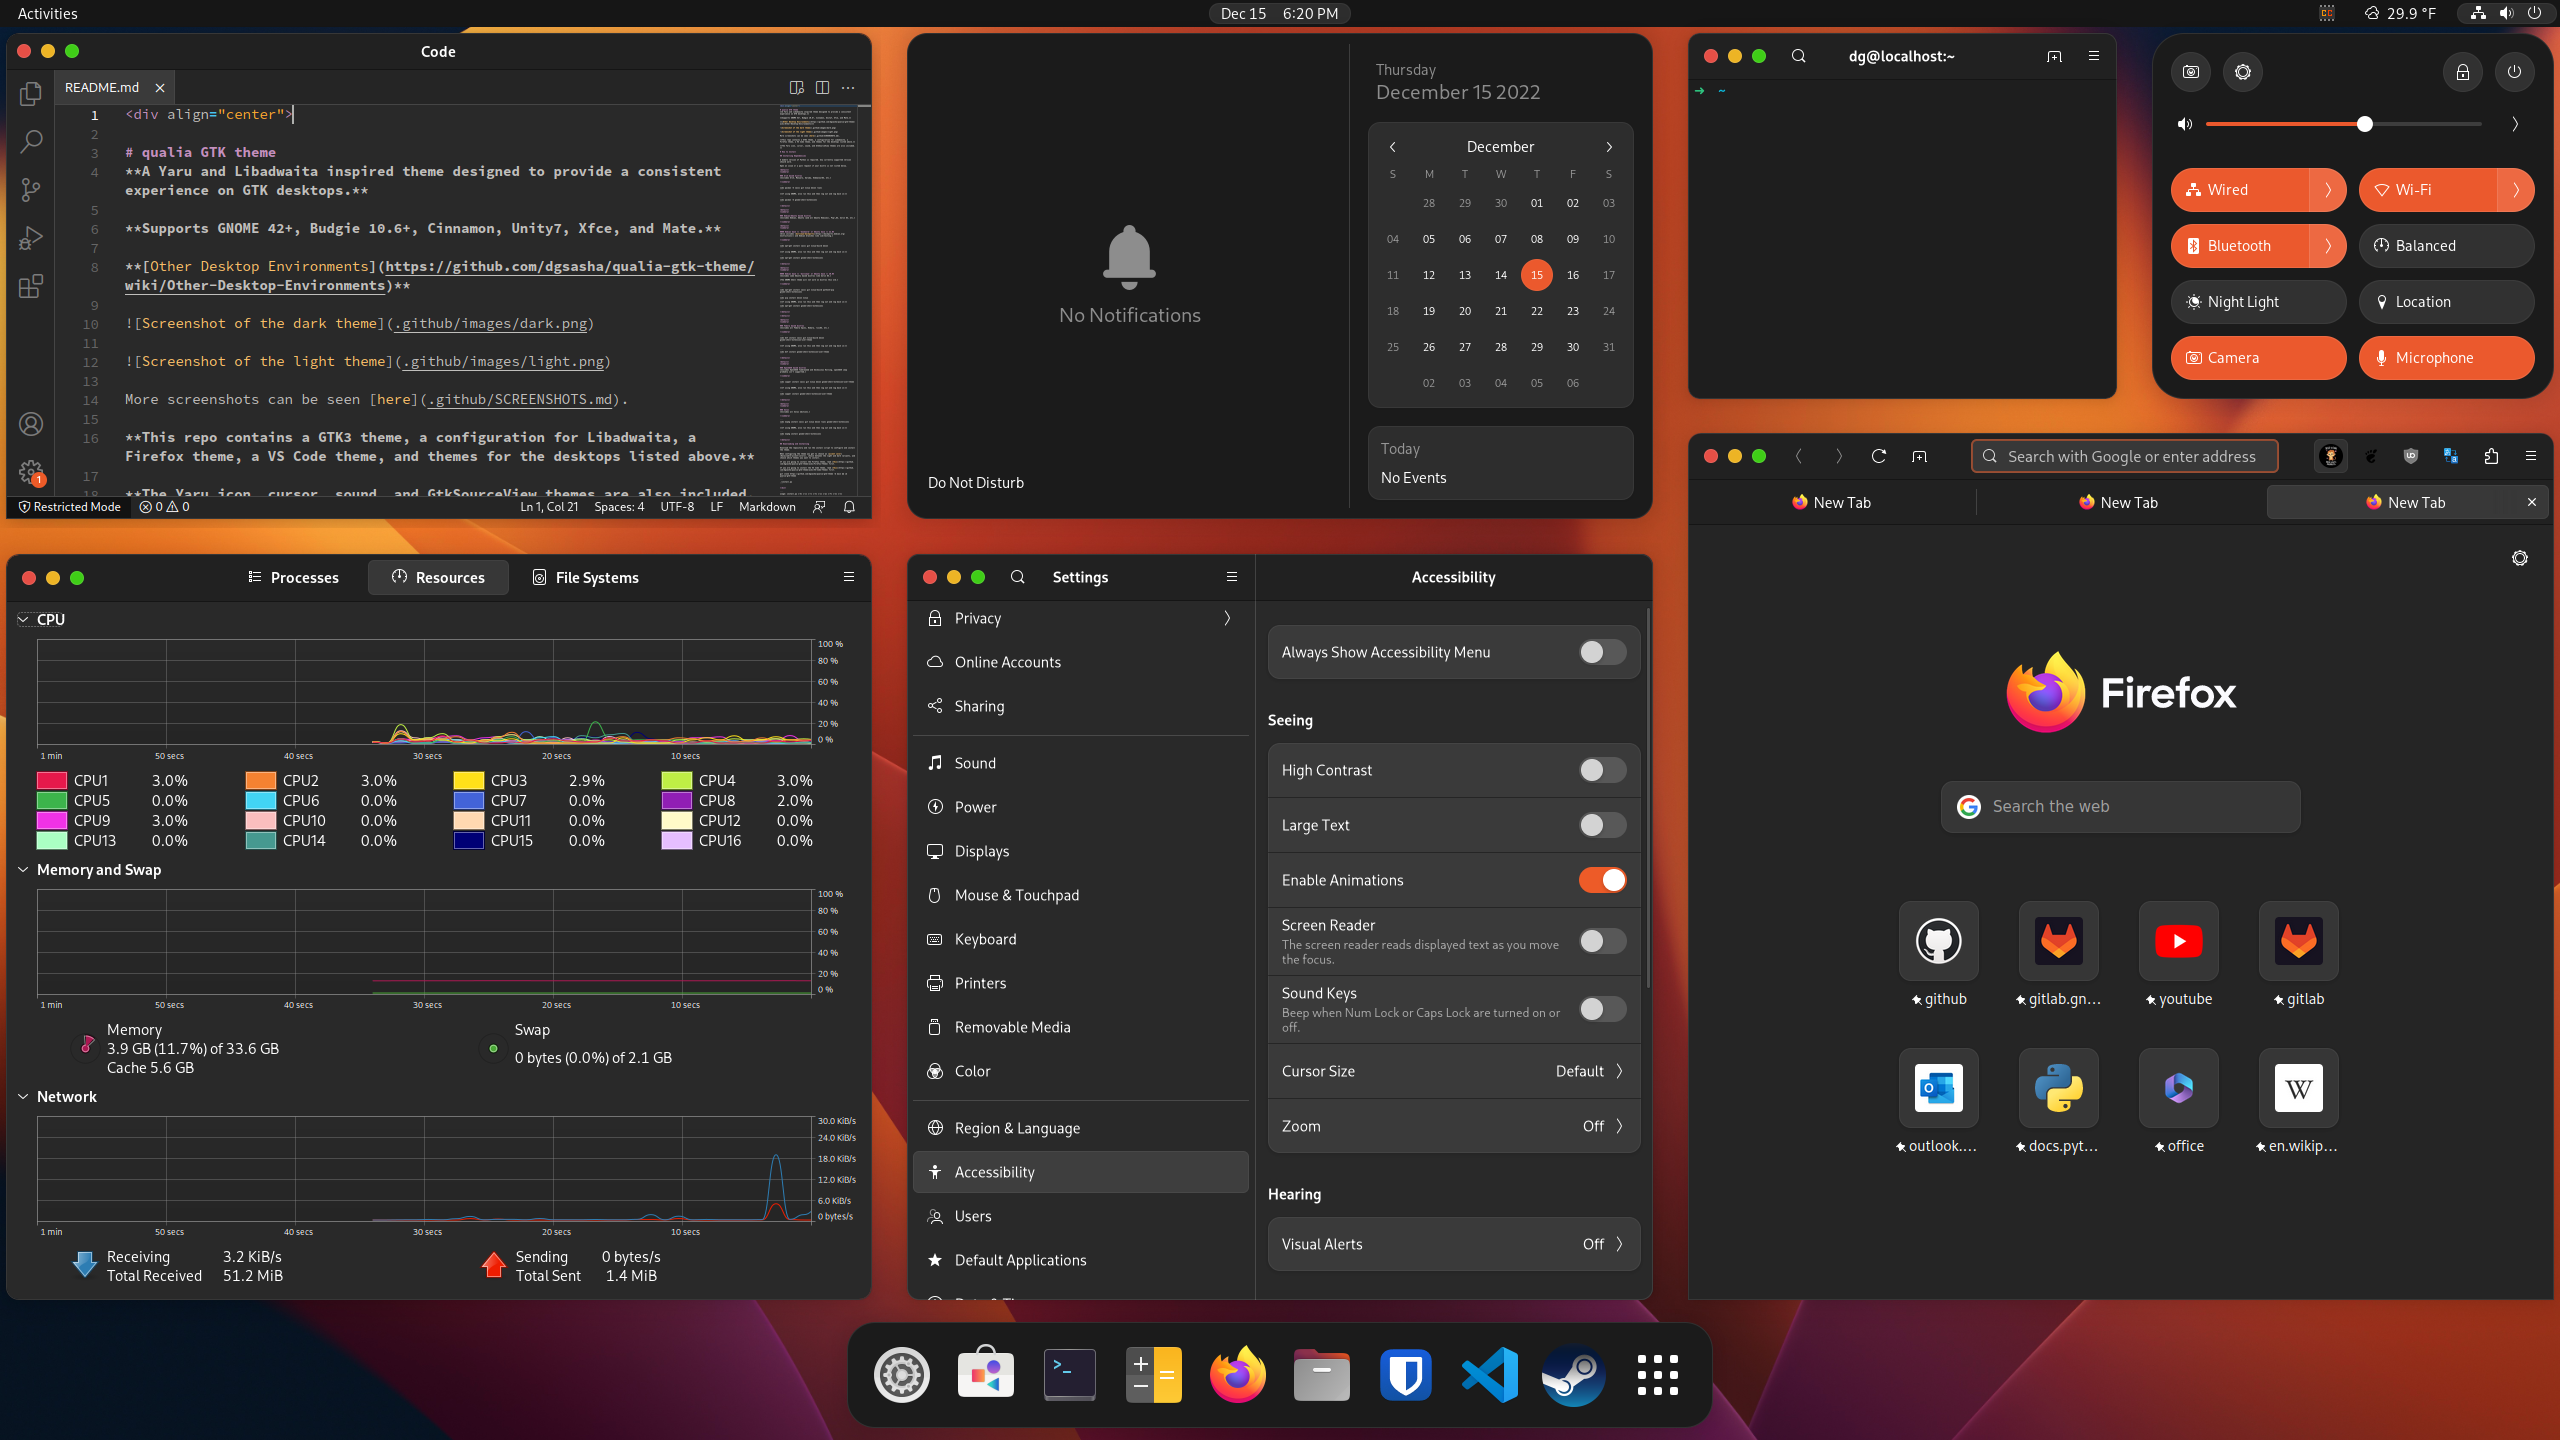 Activities
Dec 15 6:20 PM
29.9 °F
Code
README.md
1 <div align="center">
2
3 # qualia GTK theme
4 **A Yaru and Libadwaita inspired theme designed to provide a consistent
experience on GTK desktops.**
5
6 **Supports GNOME 42+, Budgie 10.6+, Cinnamon, Unity7, Xfce, and Mate.**
7
8 **[Other Desktop Environments](https://github.com/dgsasha/qualia-gtk-theme/
wiki/Other-Desktop-Environments)**
9
10 ![Screenshot of the dark theme](.github/images/dark.png)
11
12 ![Screenshot of the light theme](.github/images/light.png)
13
14 More screenshots can be seen [here](.github/SCREENSHOTS.md).
15
16 **This repo contains a GTK3 theme, a configuration for Libadwaita, a
Firefox theme, a VS Code theme, and themes for the desktops listed above.**
17
18 **The Yaru icon, cursor, sound, and GtkSourceView themes are also included.
1
Restricted Mode 0 0 Ln 1, Col 21 Spaces: 4 UTF-8 LF Markdown
No Notifications
Do Not Disturb
Thursday
December 15 2022
December
S M T W T F S
28 29 30 01 02 03
04 05 06 07 08 09 10
11 12 13 14 15 16 17
18 19 20 21 22 23 24
25 26 27 28 29 30 31
02 03 04 05 06
Today
No Events
dg@localhost:~
➜ ~
Wired Wi-Fi
Bluetooth Balanced
Night Light Location
Camera Microphone
Processes Resources File Systems
CPU
100 %
80 %
60 %
40 %
20 %
0 %
1 min 50 secs 40 secs 30 secs 20 secs 10 secs
CPU1 3.0% CPU2 3.0% CPU3 2.9% CPU4 3.0%
CPU5 0.0% CPU6 0.0% CPU7 0.0% CPU8 2.0%
CPU9 3.0% CPU10 0.0% CPU11 0.0% CPU12 0.0%
CPU13 0.0% CPU14 0.0% CPU15 0.0% CPU16 0.0%
Memory and Swap
100 %
80 %
60 %
40 %
20 %
0 %
1 min 50 secs 40 secs 30 secs 20 secs 10 secs
Memory
3.9 GB (11.7%) of 33.6 GB
Cache 5.6 GB
Swap
0 bytes (0.0%) of 2.1 GB
Network
30.0 KiB/s
24.0 KiB/s
18.0 KiB/s
12.0 KiB/s
6.0 KiB/s
0 bytes/s
1 min 50 secs 40 secs 30 secs 20 secs 10 secs
Receiving 3.2 KiB/s Sending 0 bytes/s
Total Received 51.2 MiB Total Sent 1.4 MiB
Settings
Privacy
Online Accounts
Sharing
Sound
Power
Displays
Mouse & Touchpad
Keyboard
Printers
Removable Media
Color
Region & Language
Accessibility
Users
Default Applications
Accessibility
Always Show Accessibility Menu
Seeing
High Contrast
Large Text
Enable Animations
Screen Reader
The screen reader reads displayed text as you move
the focus.
Sound Keys
Beep when Num Lock or Caps Lock are turned on or
off.
Cursor Size Default
Zoom Off
Hearing
Visual Alerts Off
Search with Google or enter address
New Tab New Tab New Tab
Firefox
Search the web
github gitlab.gn... youtube gitlab
outlook.... docs.pyt... office en.wikip...